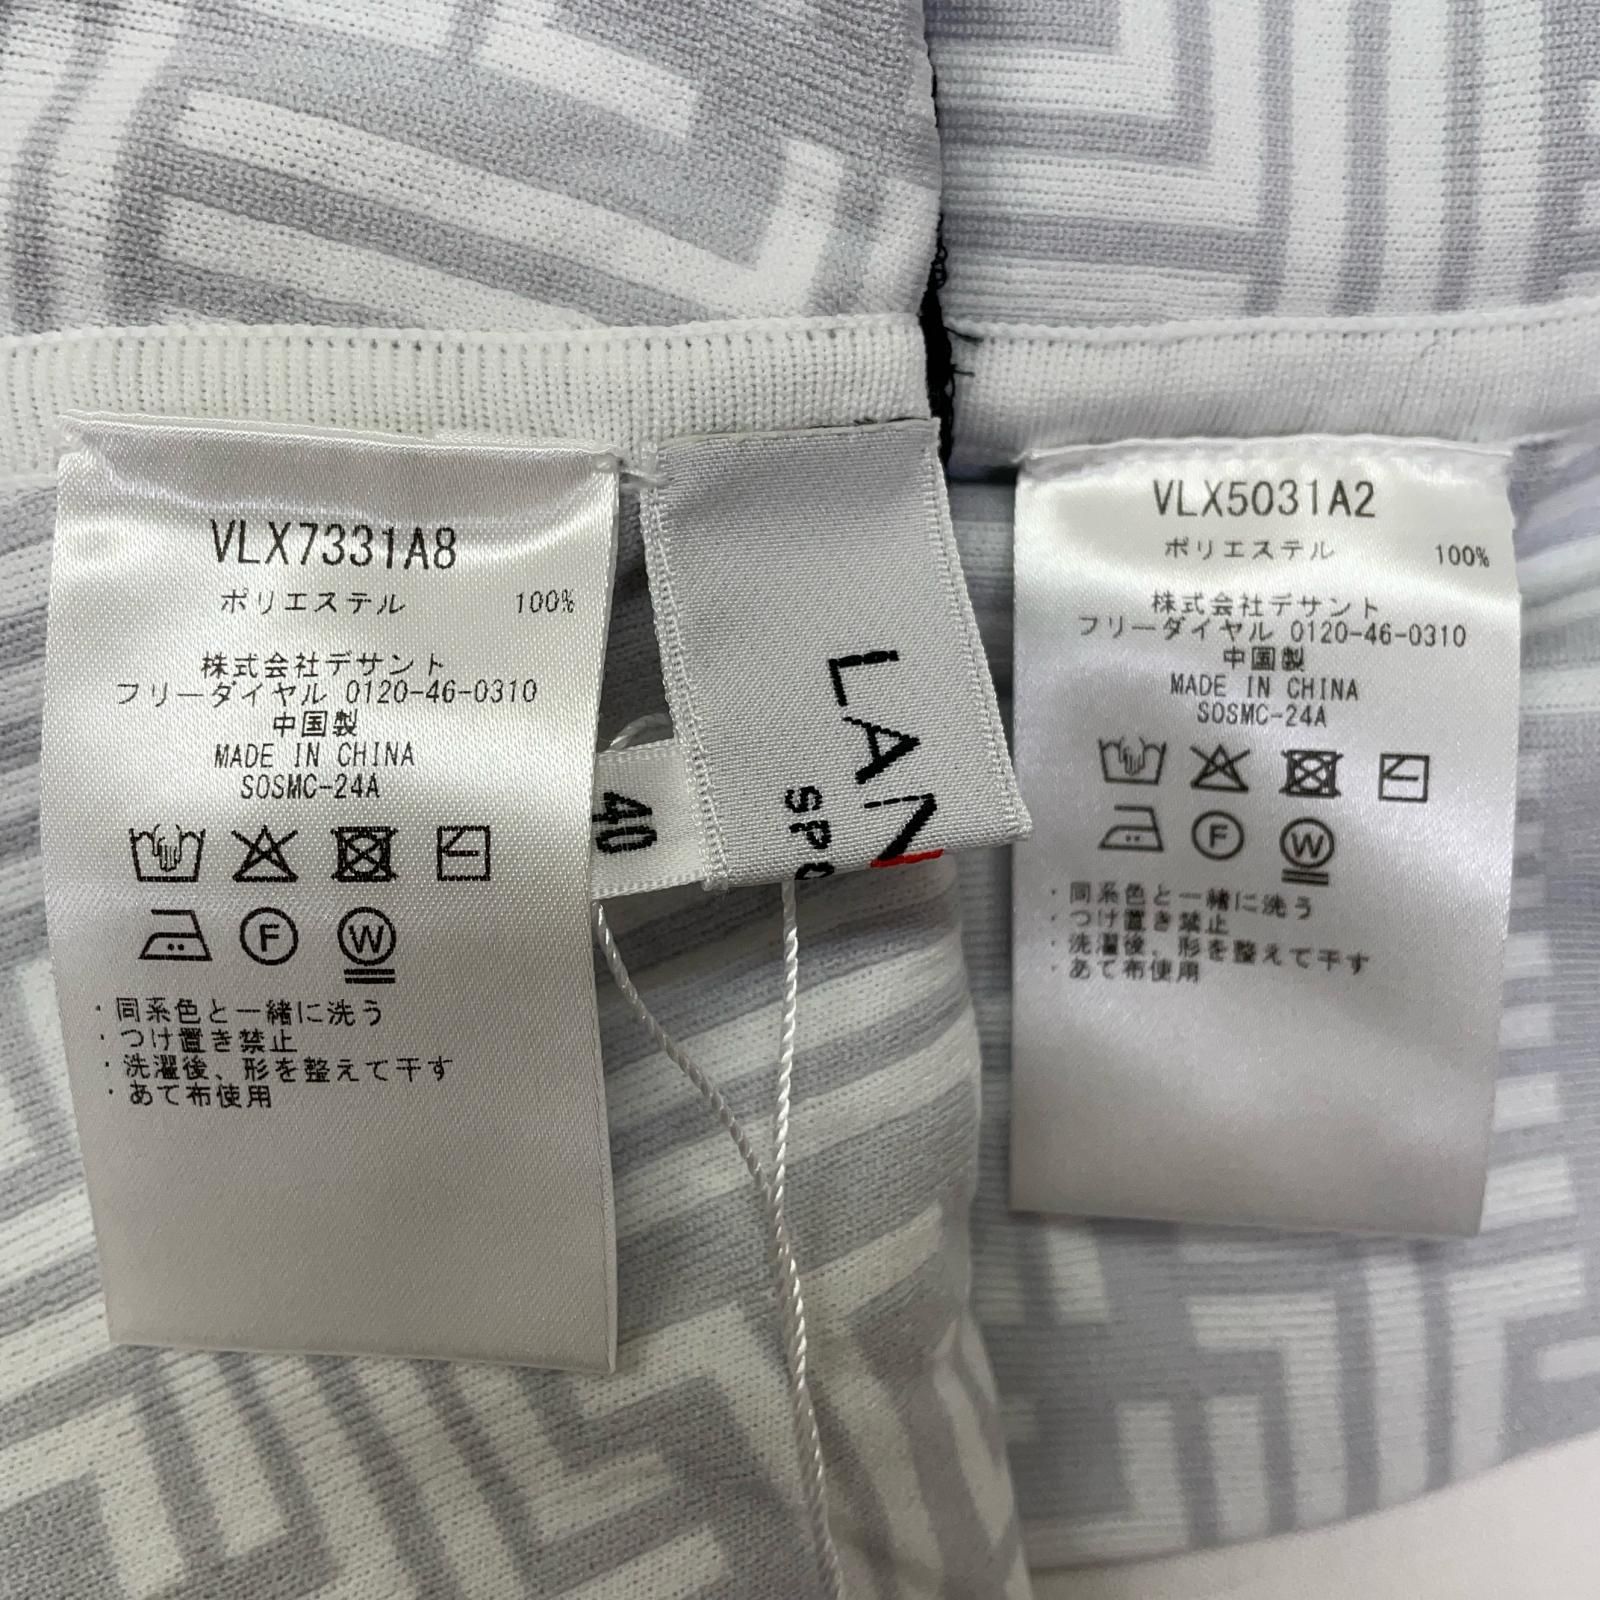 VLX7331A8
ポリエステル 100%
株式会社デサント
フリーダイヤル 0120-46-0310
中国製
MADE IN CHINA
SOSMC-24A
F W
・同系色と一緒に洗う
・つけ置き禁止
・洗濯後、形を整えて干す
・あて布使用
40
LAN
SPO
VLX5031A2
ポリエステル 100%
株式会社デサント
フリーダイヤル 0120-46-0310
中国製
MADE IN CHINA
SOSMC-24A
F W
・同系色と一緒に洗う
・つけ置き禁止
・洗濯後、形を整えて干す
・あて布使用